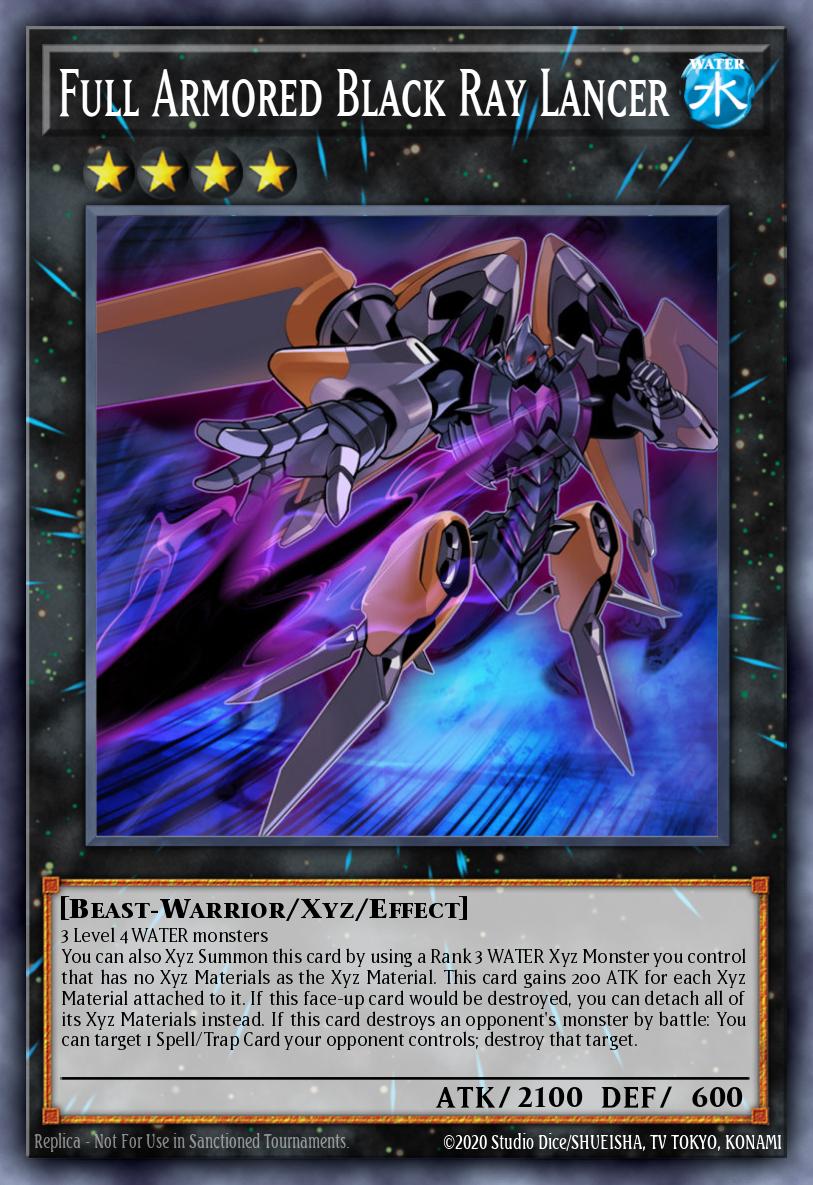 Full Armored Black Ray Lancer
WATER
水
[Beast-Warrior/Xyz/Effect]
3 Level 4 WATER monsters
You can also Xyz Summon this card by using a Rank 3 WATER Xyz Monster you control
that has no Xyz Materials as the Xyz Material. This card gains 200 ATK for each Xyz
Material attached to it. If this face-up card would be destroyed, you can detach all of
its Xyz Materials instead. If this card destroys an opponent's monster by battle: You
can target 1 Spell/Trap Card your opponent controls; destroy that target.
ATK/ 2100 DEF/ 600
Replica - Not For Use in Sanctioned Tournaments.
©2020 Studio Dice/SHUEISHA, TV TOKYO, KONAMI